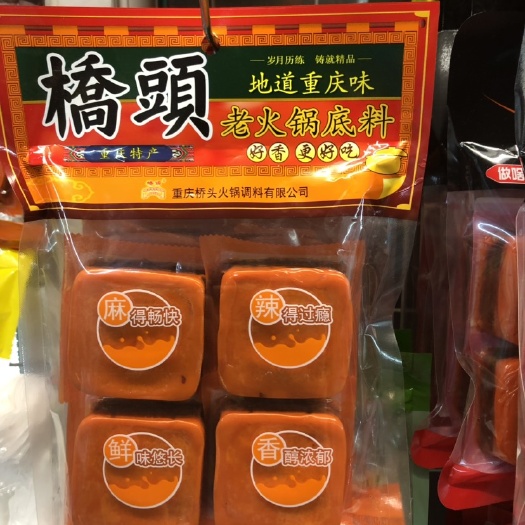 岁月历练 铸就精品
橋頭
地道重庆味
老火锅底料
重庆特产
好香更好吃
重庆桥头火锅调料有限公司
麻得畅快
辣得过瘾
鲜味悠长
香醇浓郁
做啥